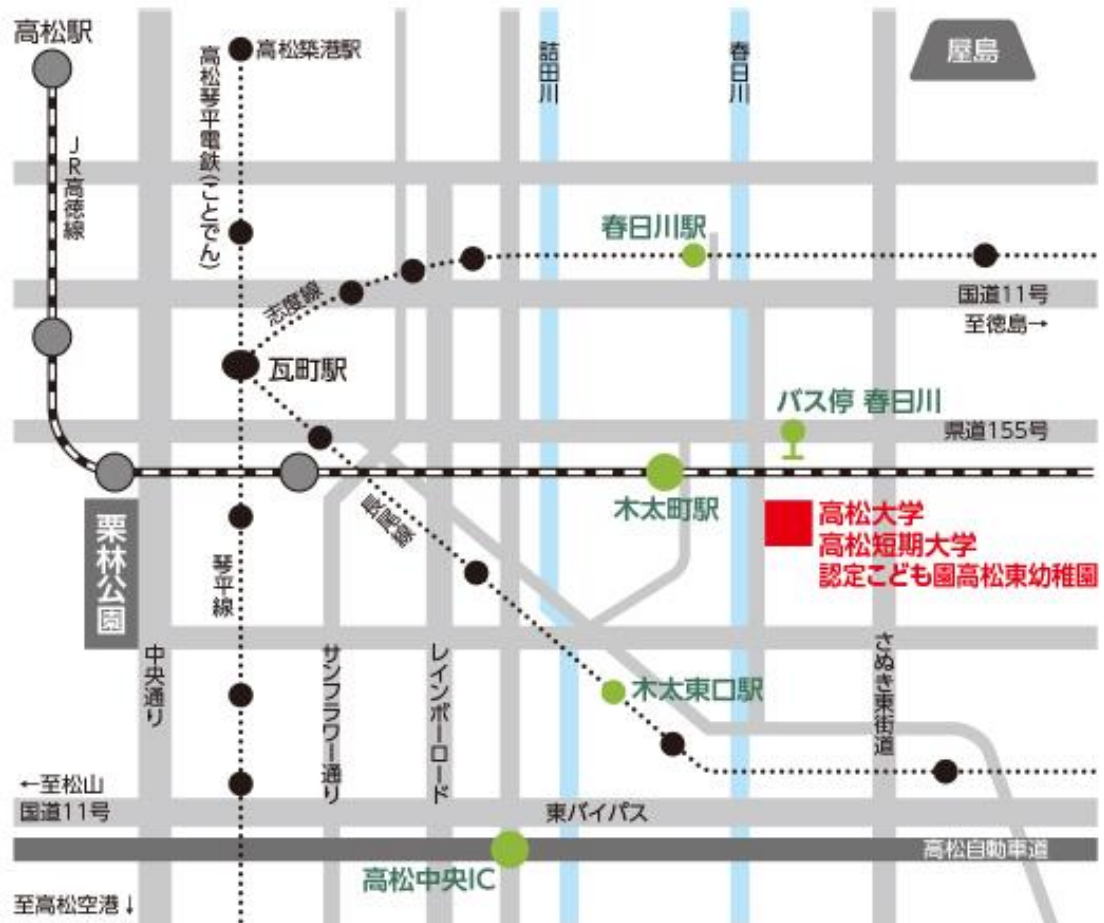 高松駅
高松築港駅
高松琴平電鉄(ことでん)
詰田川
春日川
屋島
JR高徳線
春日川駅
国道11号
至徳島→
志度線
瓦町駅
バス停 春日川
県道155号
木太町駅
高松大学
高松短期大学
認定こども園高松東幼稚園
栗林公園
長尾線
琴平線
中央通り
サンフラワー通り
レインボーロード
さぬき東街道
木太東口駅
←至松山
国道11号
東バイパス
高松自動車道
高松中央IC
至高松空港↓